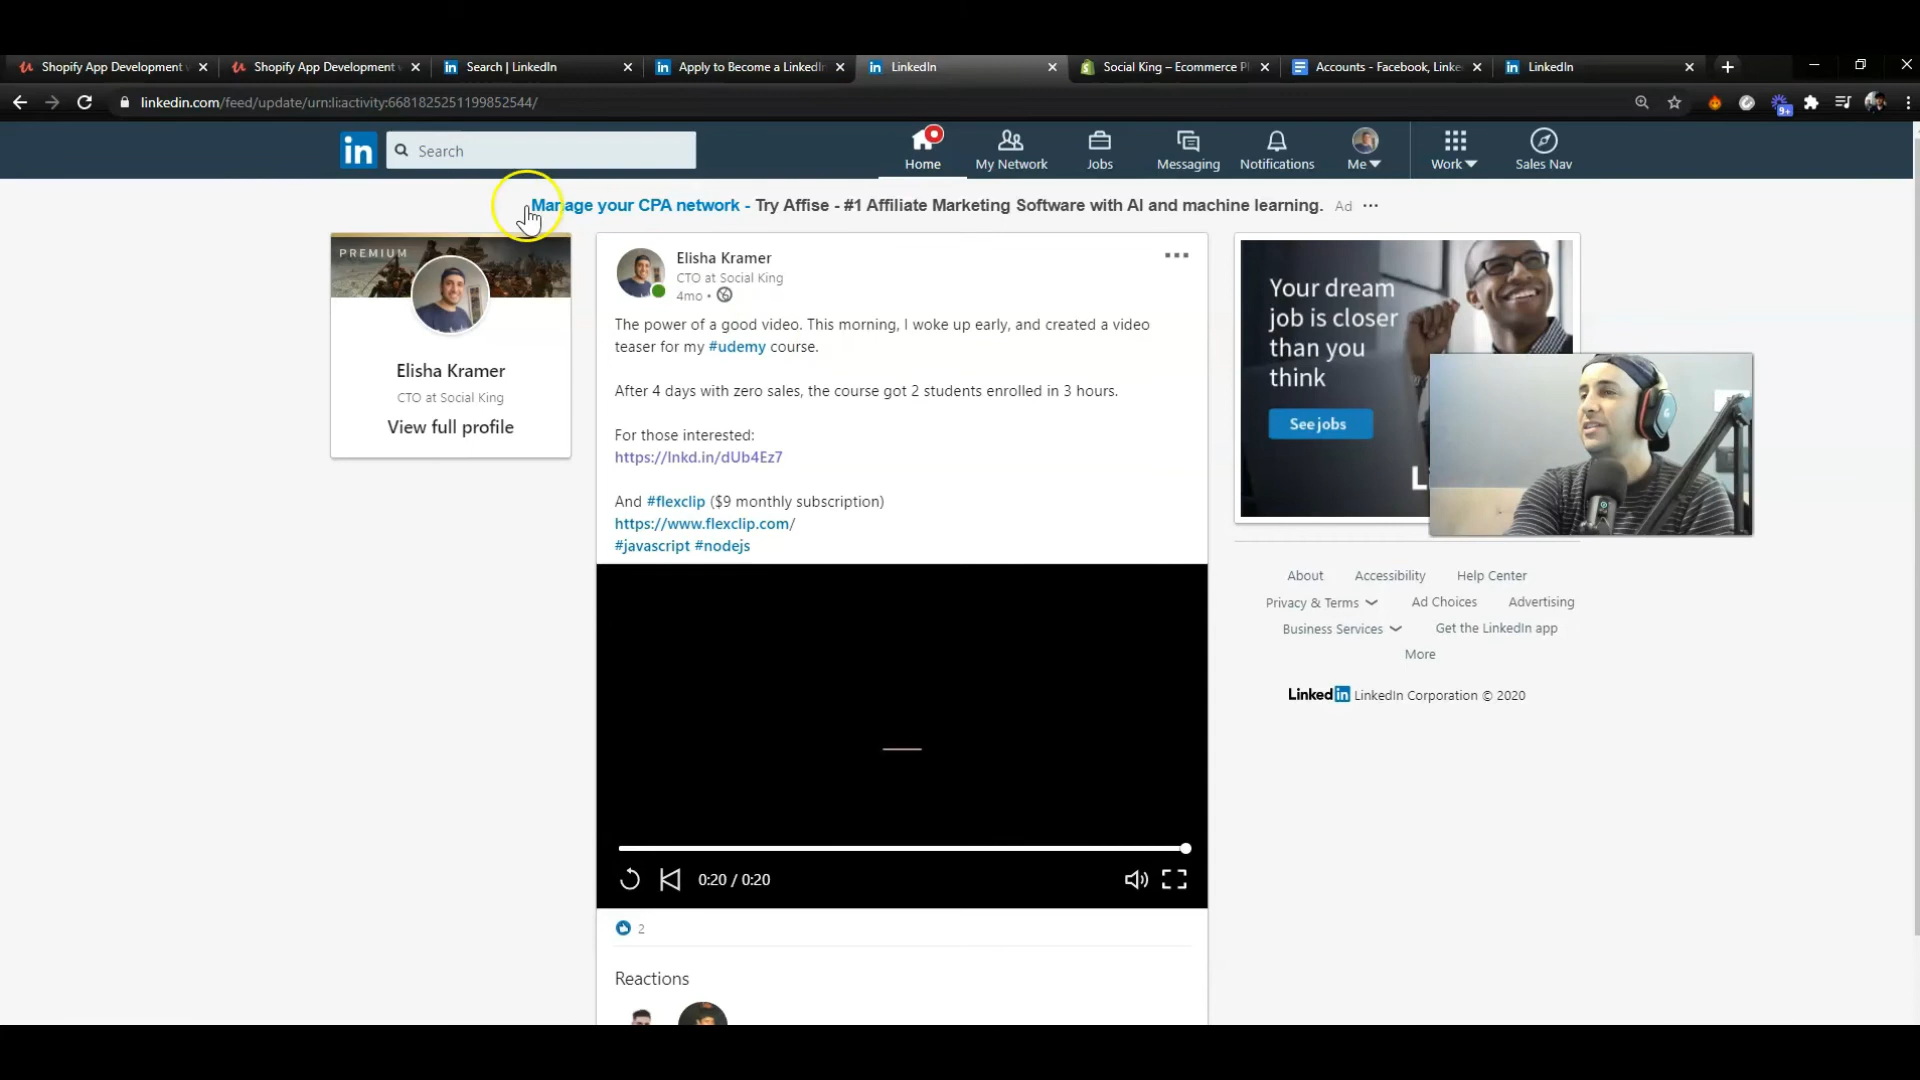 Shopify App Development
Shopify App Development
Search | LinkedIn
Apply to Become a LinkedIn
LinkedIn
Social King – Ecommerce Pl
Accounts - Facebook, Linke
LinkedIn
linkedin.com/feed/update/urn:li:activity:6681825251199852544/
9+
in
Search
Home
My Network
Jobs
Messaging
Notifications
Me
Work
Sales Nav
Manage your CPA network - Try Affise - #1 Affiliate Marketing Software with AI and machine learning.
Ad
PREMIUM
Elisha Kramer
CTO at Social King
View full profile
Elisha Kramer
CTO at Social King
4mo •
The power of a good video. This morning, I woke up early, and created a video
teaser for my #udemy course.
After 4 days with zero sales, the course got 2 students enrolled in 3 hours.
For those interested:
https://lnkd.in/dUb4Ez7
And #flexclip ($9 monthly subscription)
https://www.flexclip.com/
#javascript #nodejs
0:20 / 0:20
2
Reactions
Your dream
job is closer
than you
think
See jobs
About
Accessibility
Help Center
Privacy & Terms
Ad Choices
Advertising
Business Services
Get the LinkedIn app
More
Linkedin LinkedIn Corporation © 2020